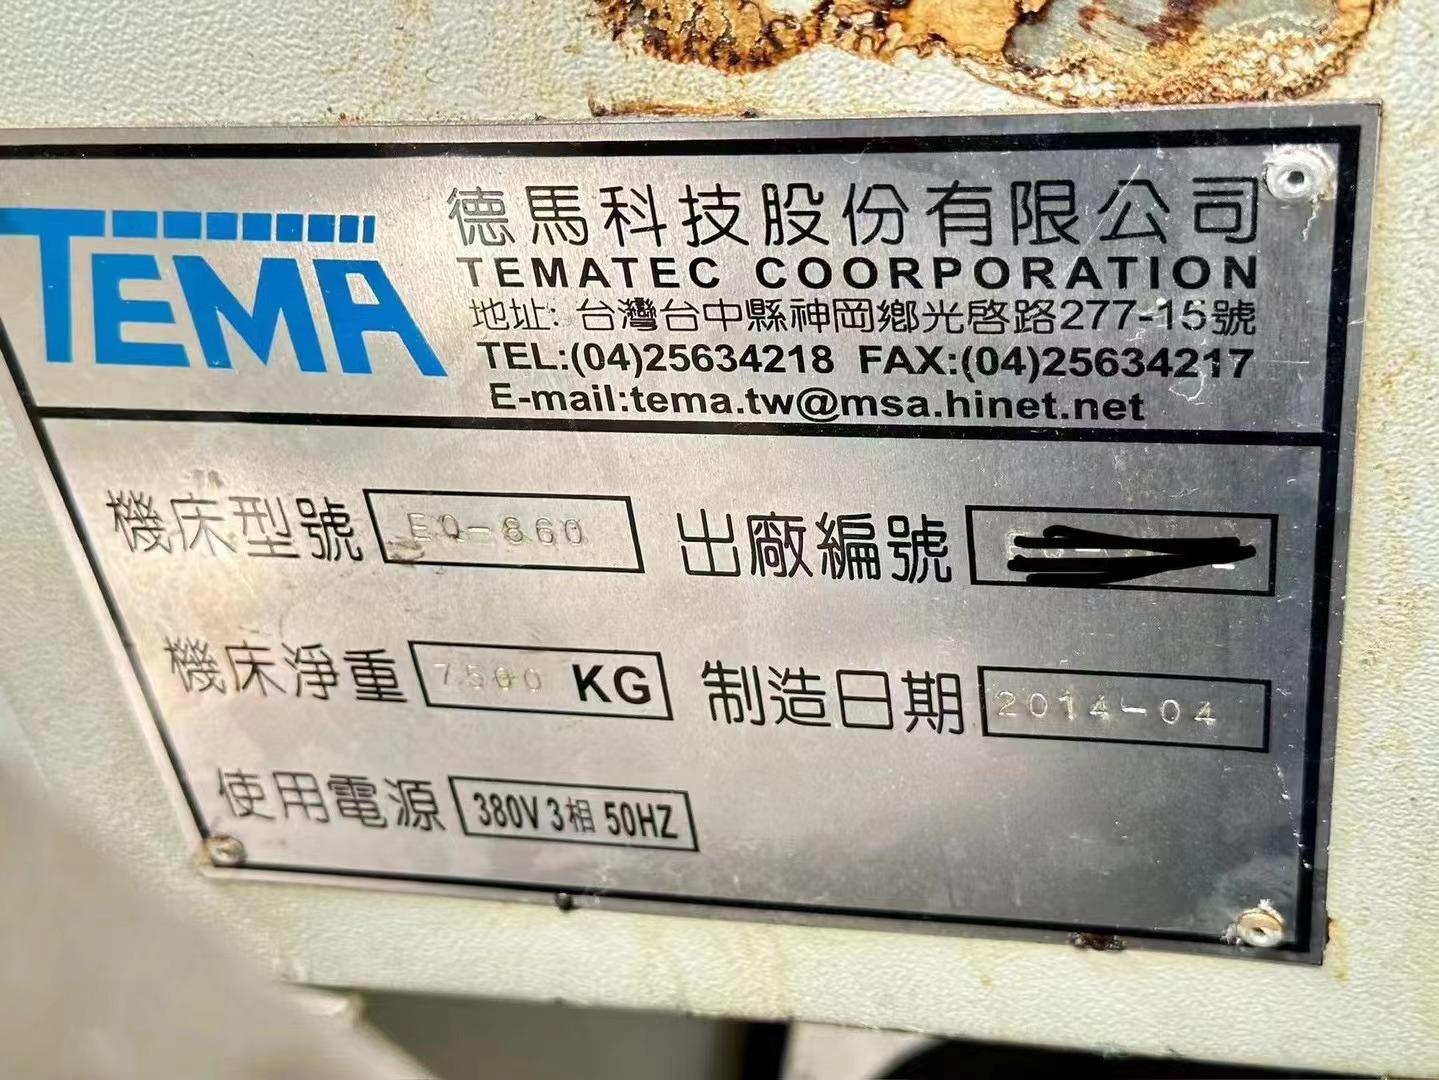 TEMA
德馬科技股份有限公司
TEMATEC COORPORATION
地址: 台灣台中縣神岡鄉光啓路277-15號
TEL:(04)25634218 FAX:(04)25634217
E-mail:tema.tw@msa.hinet.net
機床型號 EQ-860 出廠編號
機床淨重 7500 KG 制造日期 2014-04
使用電源 380V 3相 50HZ